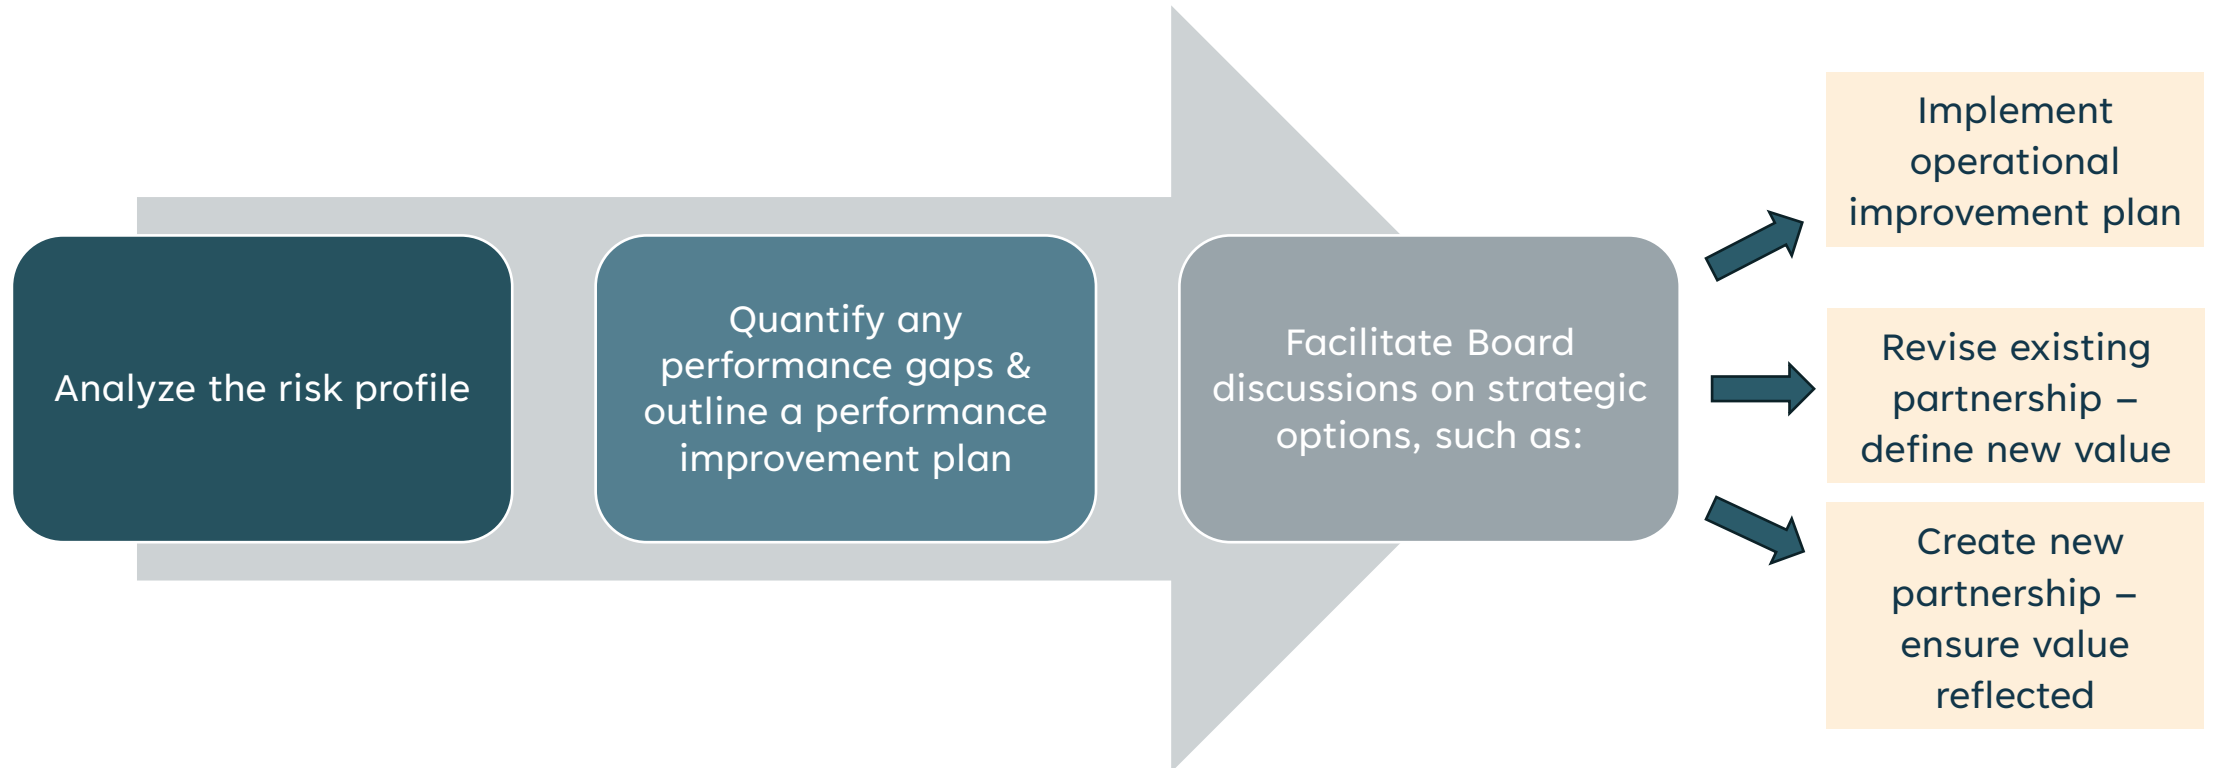 Analyze the risk profile
Quantify any
performance gaps &
outline a performance
improvement plan
Facilitate Board
discussions on strategic
options, such as:
Implement
operational
improvement plan
Revise existing
partnership –
define new value
Create new
partnership –
ensure value
reflected